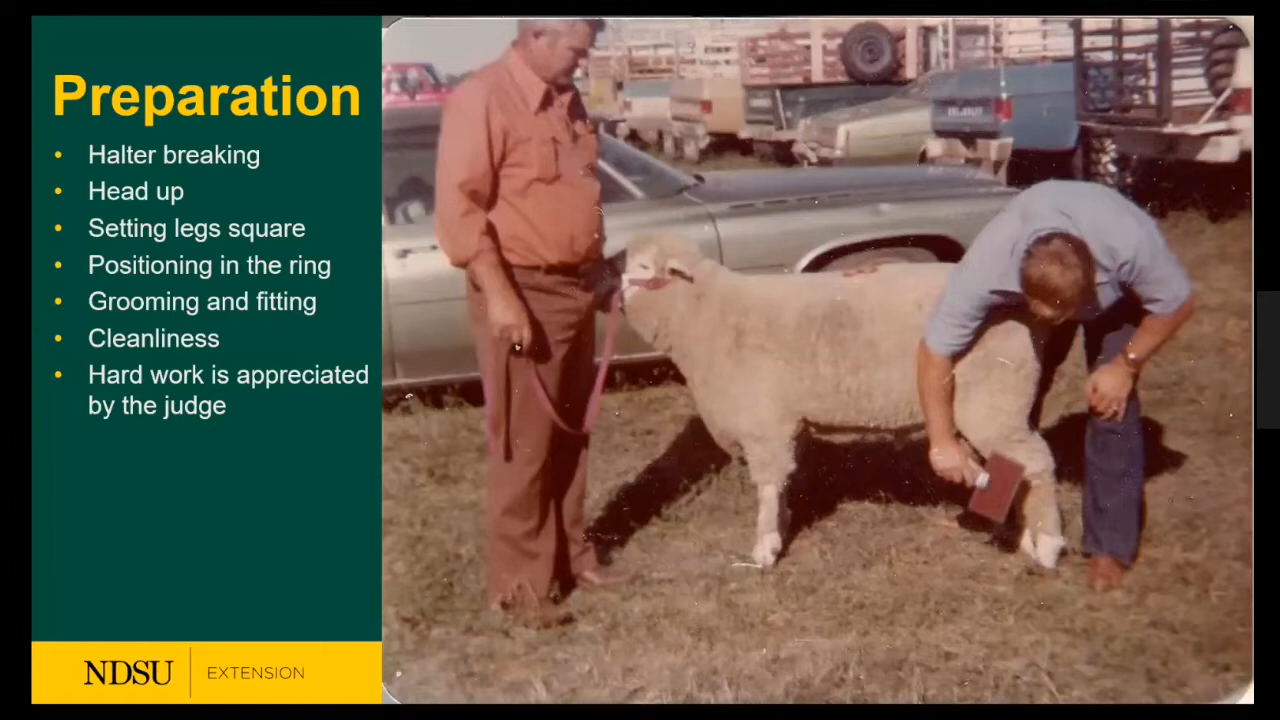 Preparation
• Halter breaking
• Head up
• Setting legs square
• Positioning in the ring
• Grooming and fitting
• Cleanliness
• Hard work is appreciated
by the judge
NDSU EXTENSION